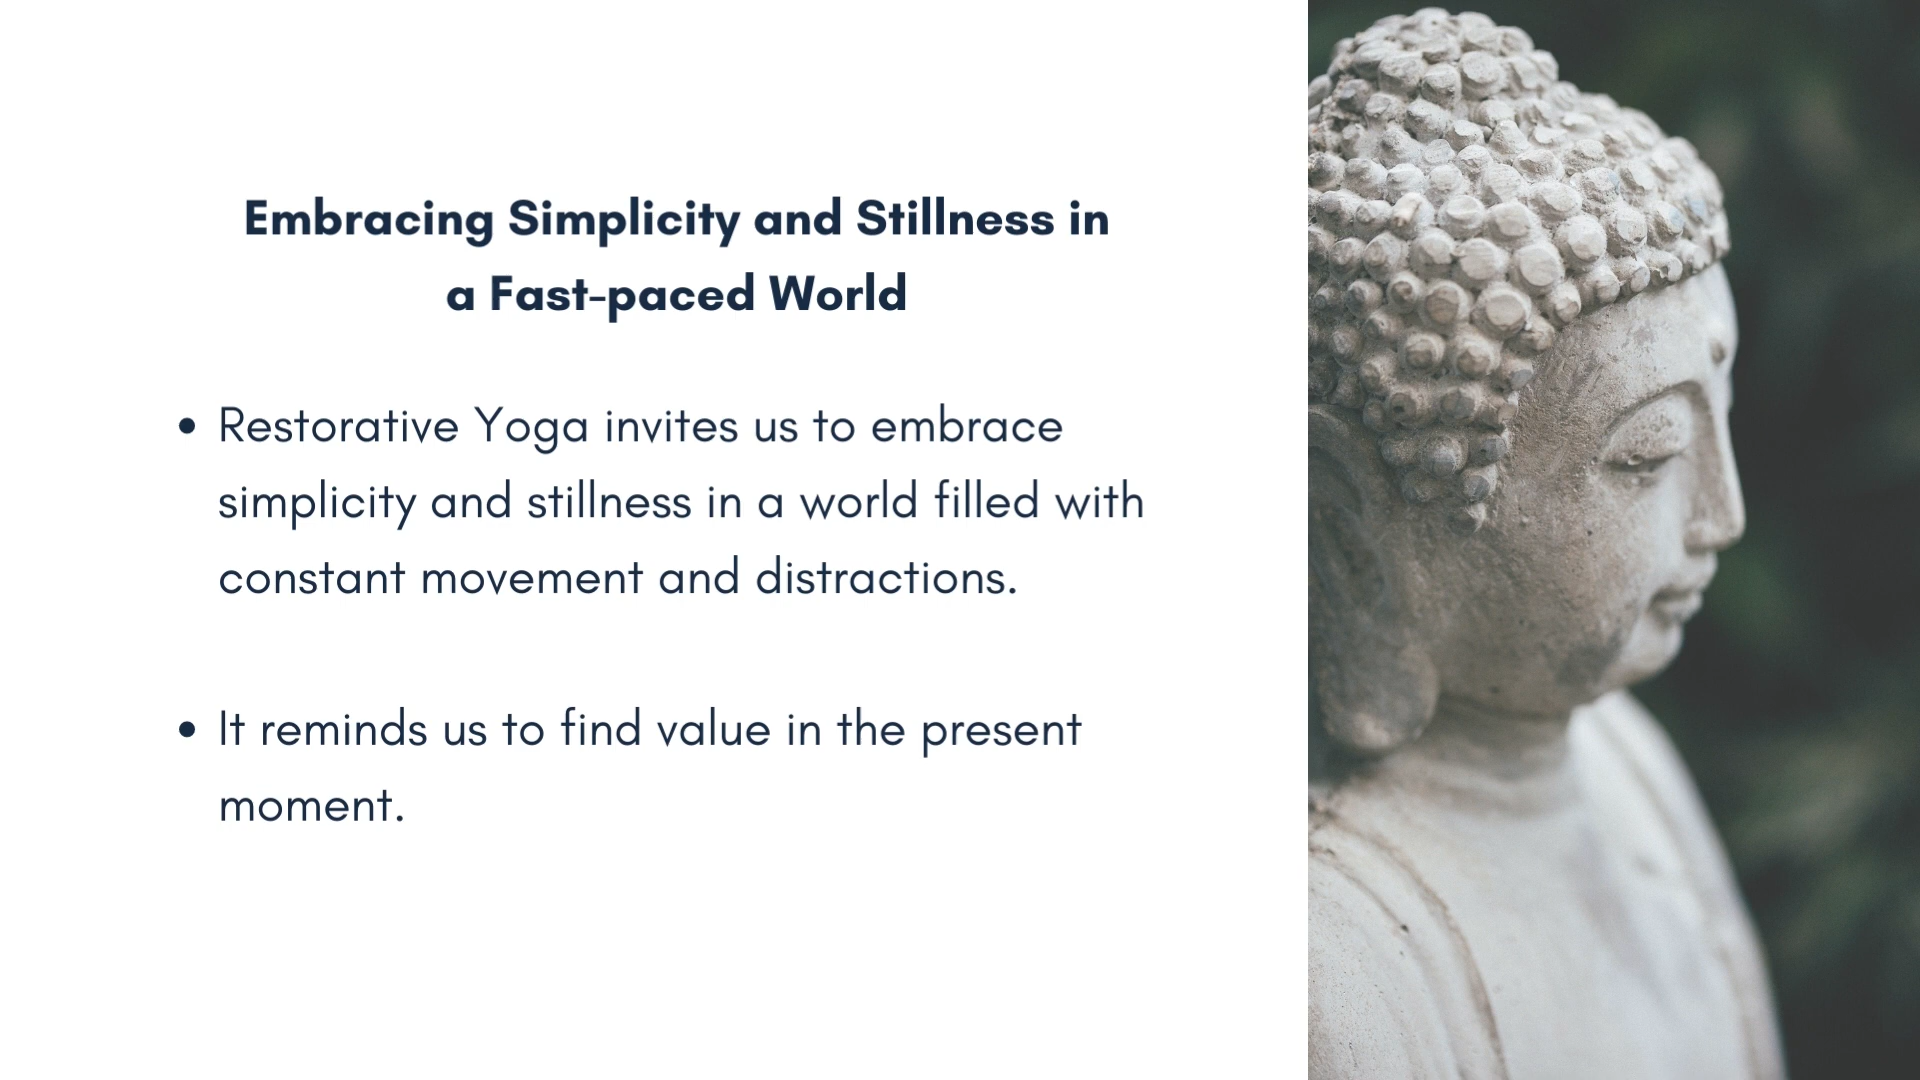 Embracing Simplicity and Stillness in
a Fast-paced World
• Restorative Yoga invites us to embrace
simplicity and stillness in a world filled with
constant movement and distractions.
• It reminds us to find value in the present
moment.